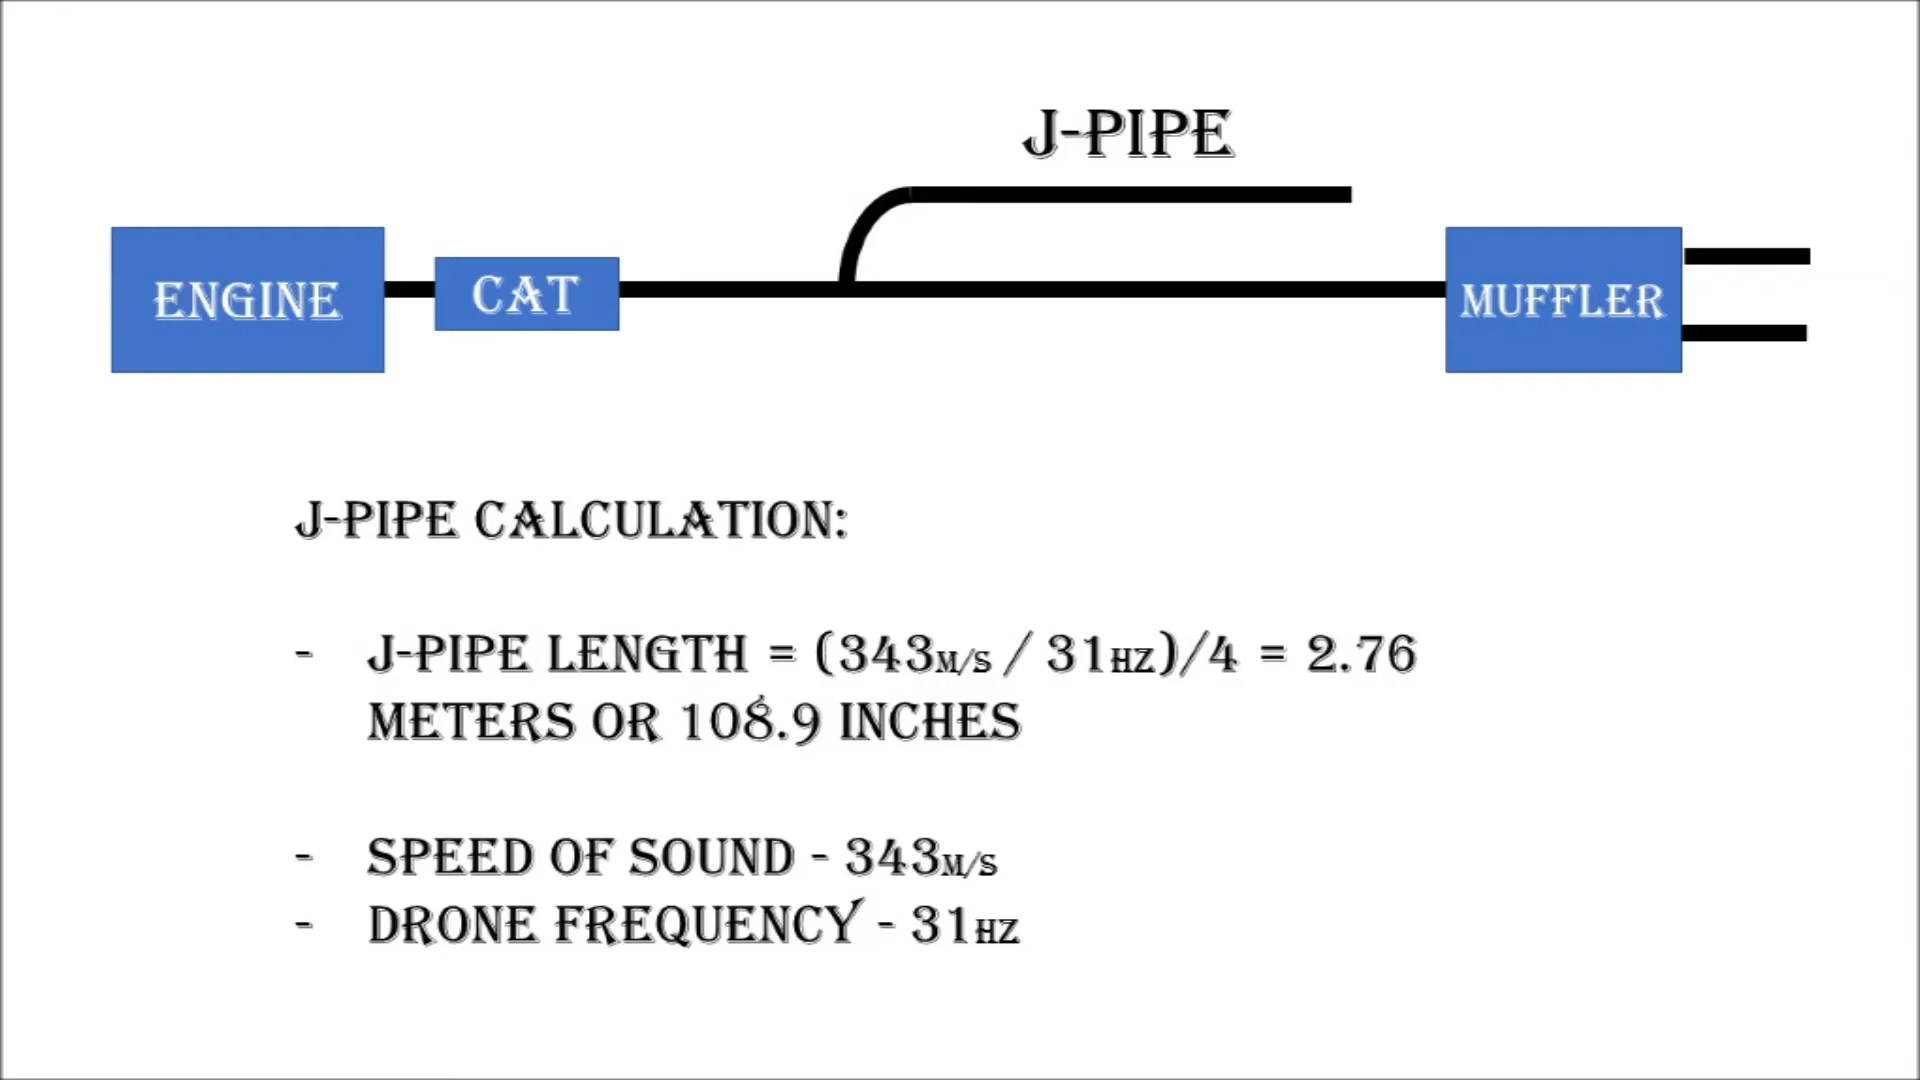 J-PIPE
ENGINE
CAT
MUFFLER
J-PIPE CALCULATION:
- J-PIPE LENGTH = (343M/S / 31HZ)/4 = 2.76
METERS OR 108.9 INCHES
- SPEED OF SOUND - 343M/S
- DRONE FREQUENCY - 31HZ